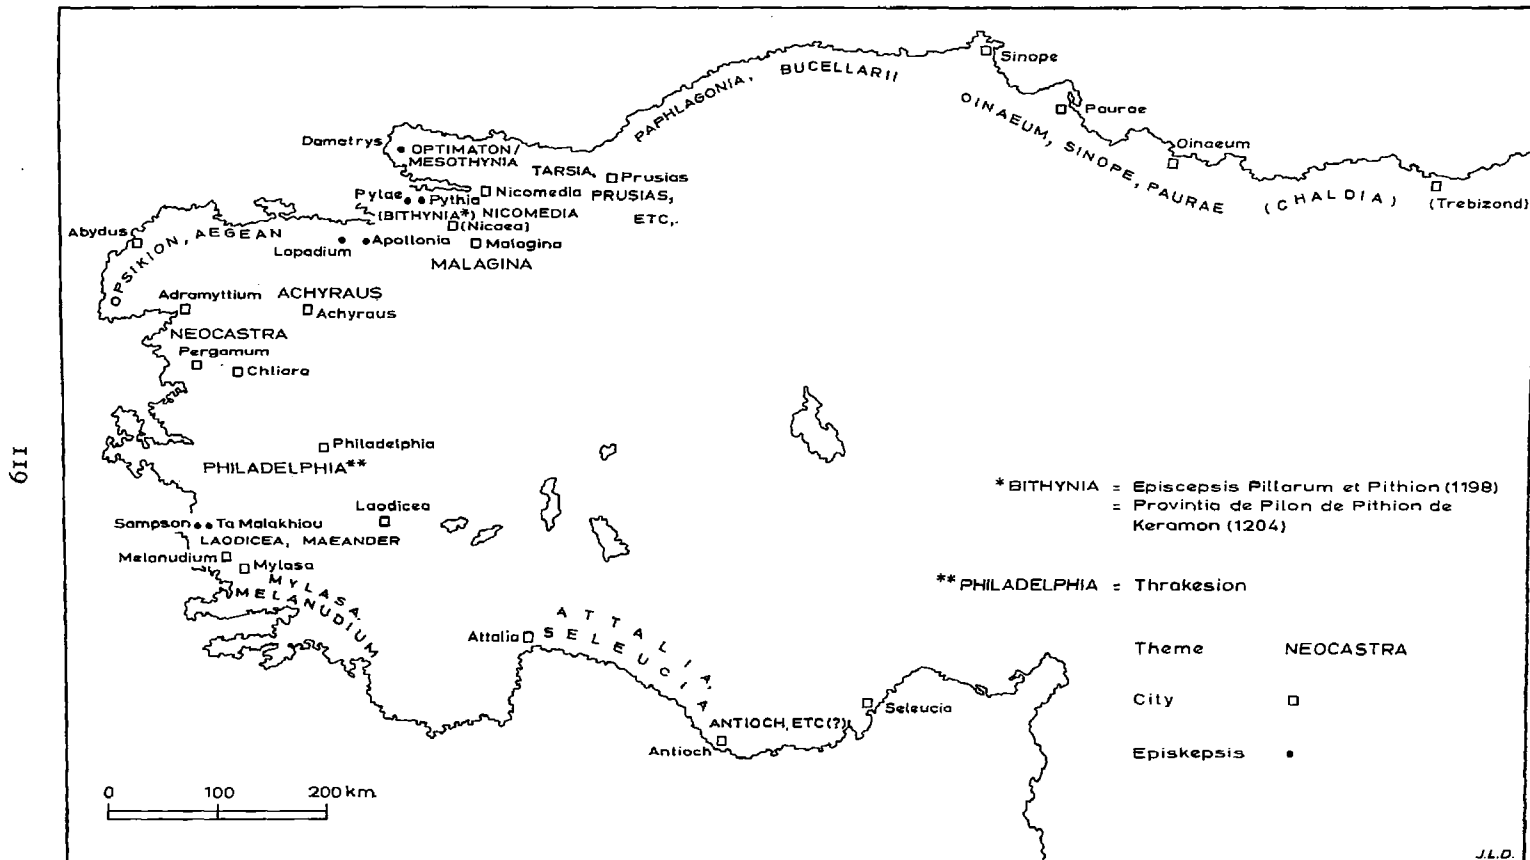 Sinope
PAPHLAGONIA, BUCELLARII
Paurae
OINAEUM, SINOPE, PAURAE (CHALDIA)
Oinaeum
(Trebizond)
Damatrys
OPTIMATON/
MESOTHYNIA
TARSIA,
Prusias
PRUSIAS,
ETC,.
Nicomedia
Pylae
Pythia
(BITHYNIA*) NICOMEDIA
(Nicaea)
Abydus
OPSIKION, AEGEAN
Lopadium
Apollonia
Malagina
MALAGINA
Adramyttium
ACHYRAUS
Achyraus
NEOCASTRA
Pergamum
Chliara
119
Philadelphia
PHILADELPHIA**
Laodicea
Sampson
Ta Malakhiou
LAODICEA, MAEANDER
Melanudium
Mylasa
MYLASA,
MELANUDIUM
Attalia
ATTALIA,
SELEUCIA
ANTIOCH, ETC(?)
Antioch
Seleucia
*BITHYNIA = Episcepsis Pillarum et Pithion (1198)
= Provintia de Pilon de Pithion de
Keramon (1204)
**PHILADELPHIA = Thrakesion
Theme NEOCASTRA
City
Episkepsis
0 100 200 km.
J.L.D.